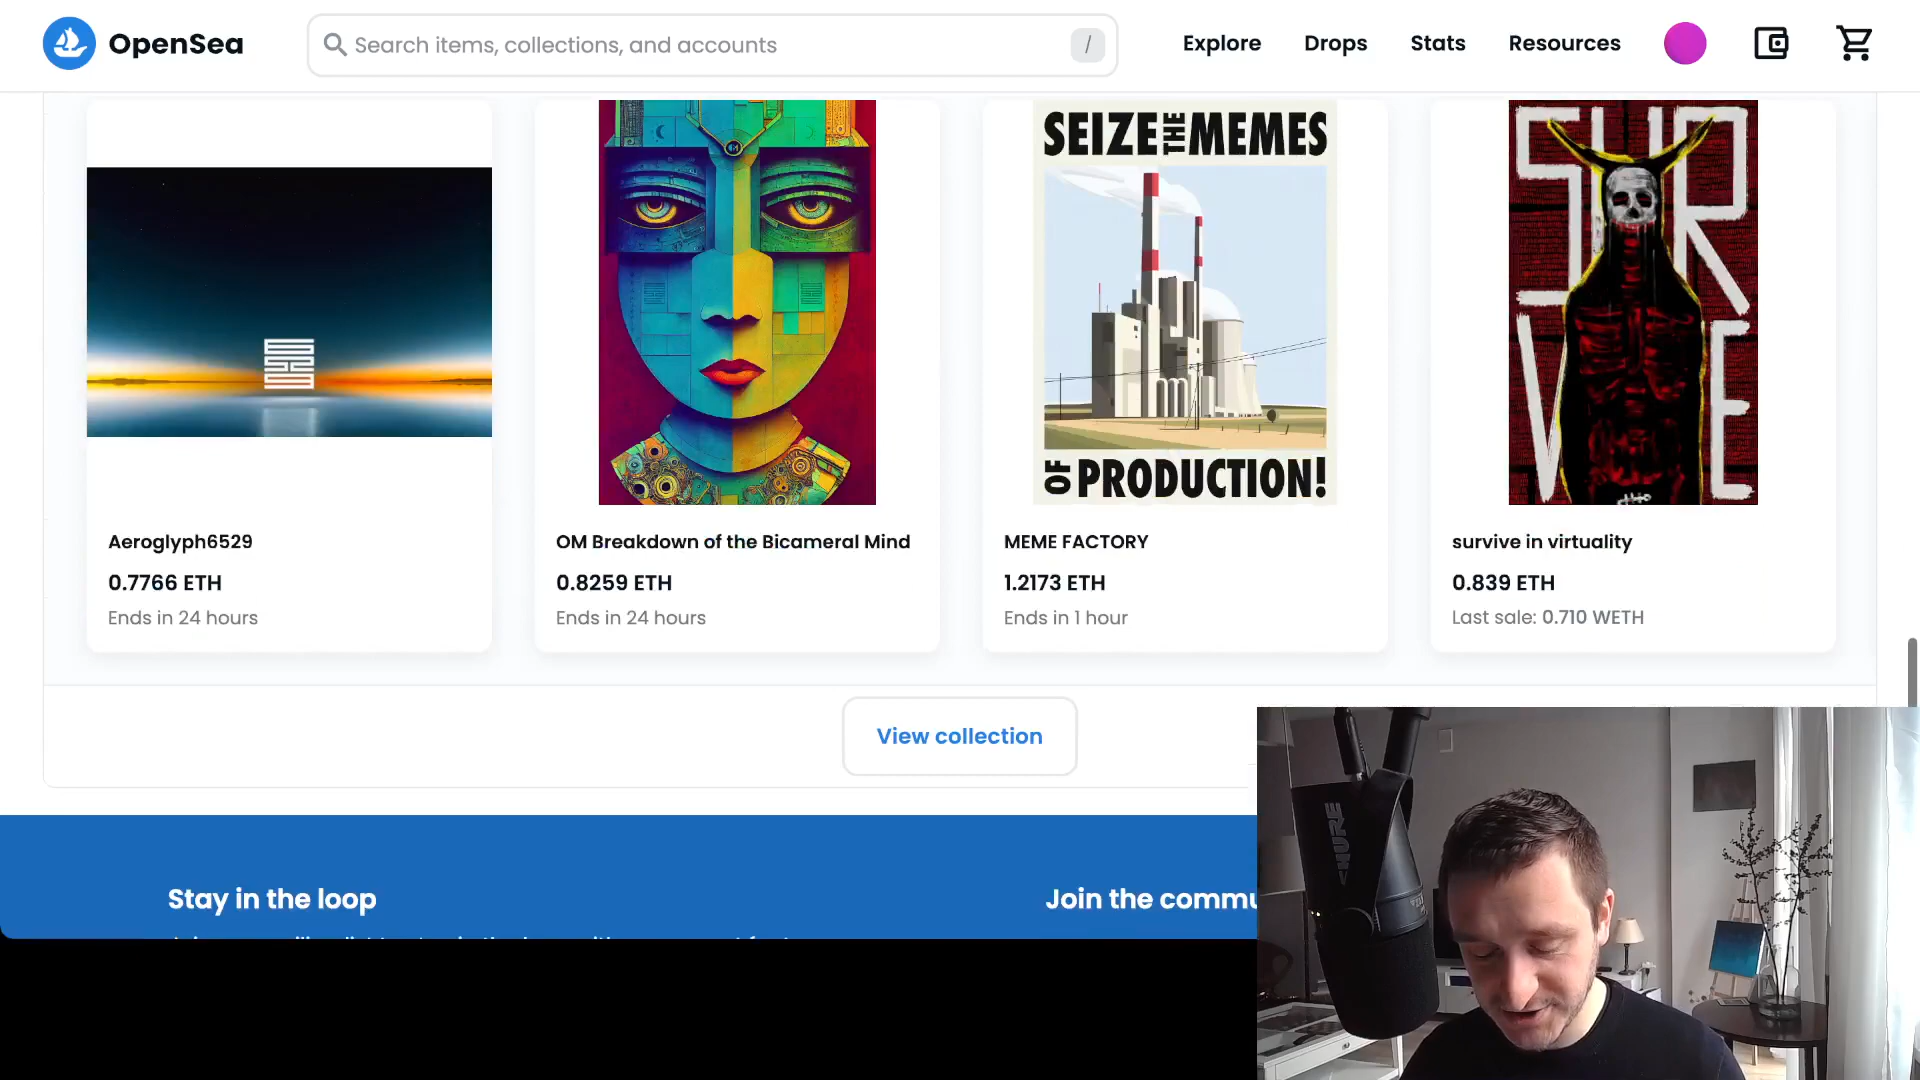 OpenSea
Search items, collections, and accounts
/
Explore
Drops
Stats
Resources
SEIZE THE MEMES
OF PRODUCTION!
SURVIVE
Aeroglyph6529
0.7766 ETH
Ends in 24 hours
OM Breakdown of the Bicameral Mind
0.8259 ETH
Ends in 24 hours
MEME FACTORY
1.2173 ETH
Ends in 1 hour
survive in virtuality
0.839 ETH
Last sale: 0.710 WETH
View collection
Stay in the loop
Join the commu
SHURE